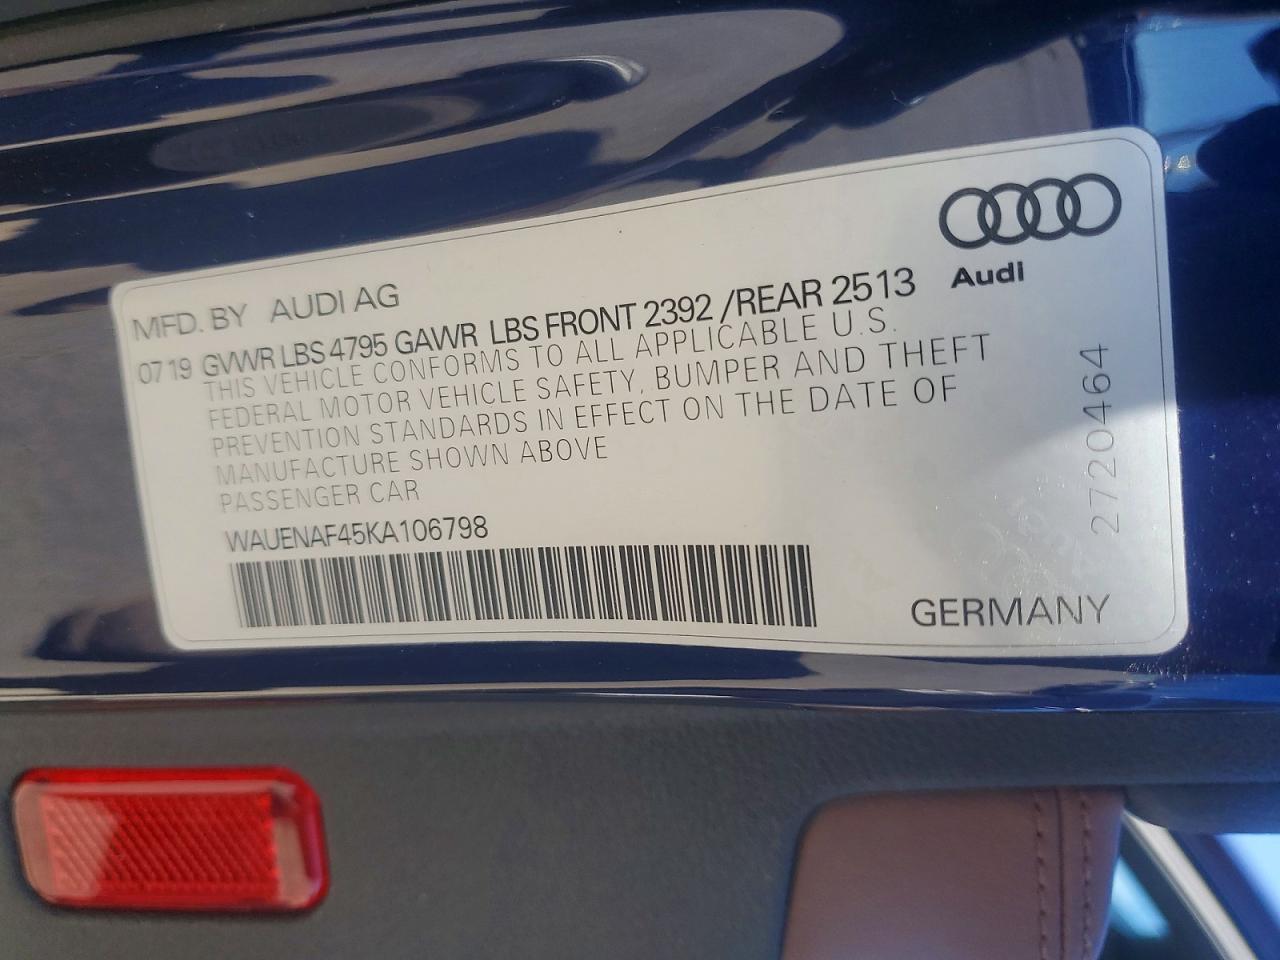 MFD. BY AUDI AG
Audi
07 19 GVWR LBS 4795 GAWR LBS FRONT 2392 /REAR 2513
THIS VEHICLE CONFORMS TO ALL APPLICABLE U.S.
FEDERAL MOTOR VEHICLE SAFETY, BUMPER AND THEFT
PREVENTION STANDARDS IN EFFECT ON THE DATE OF
MANUFACTURE SHOWN ABOVE
PASSENGER CAR
WAUENAF45KA106798
2720464
GERMANY